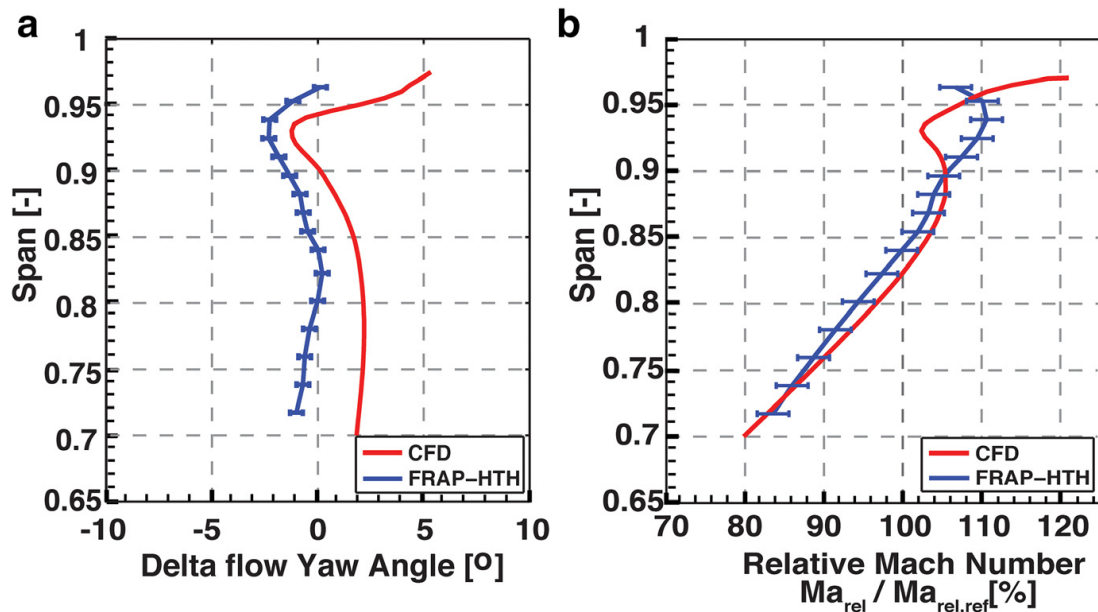 a
1
0.95
0.9
0.85
0.8
0.75
0.7
0.65
Span [-]
-10
-5
0
5
10
Delta flow Yaw Angle [º]
CFD
FRAP–HTH
b
1
0.95
0.9
0.85
0.8
0.75
0.7
0.65
Span [-]
70
80
90
100
110
120
Relative Mach Number
Ma_rel / Ma_rel,ref[%]
CFD
FRAP–HTH